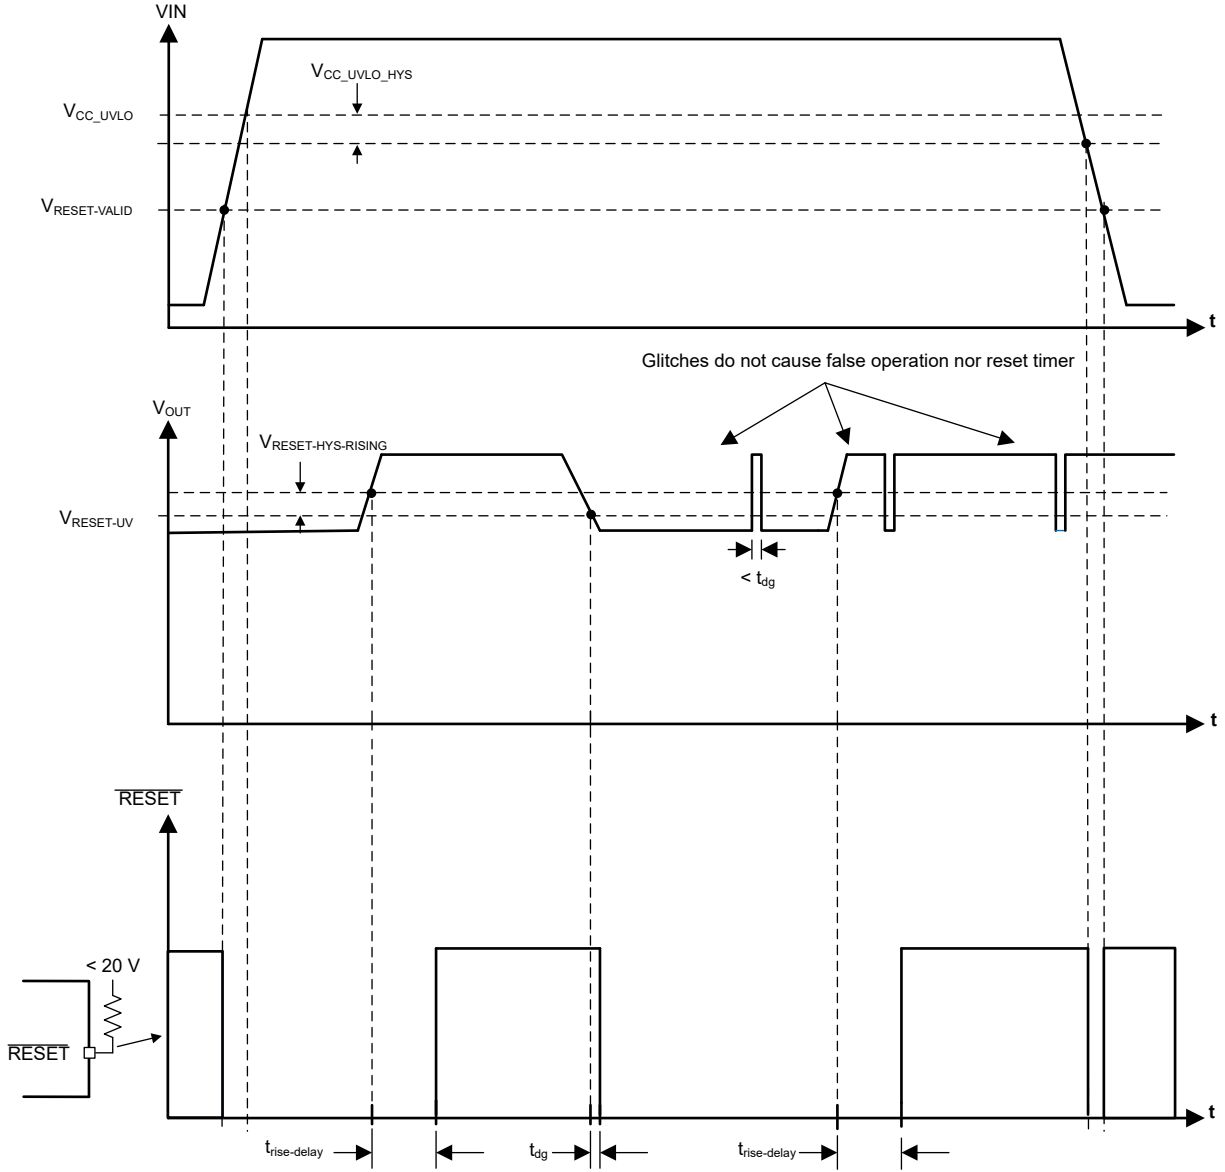 VIN
VCC_UVLO_HYS
VCC_UVLO
VRESET-VALID
t
Glitches do not cause false operation nor reset timer
VOUT
VRESET-HYS-RISING
VRESET-UV
< tdg
t
RESET
< 20 V
RESET
t
trise-delay
tdg
trise-delay